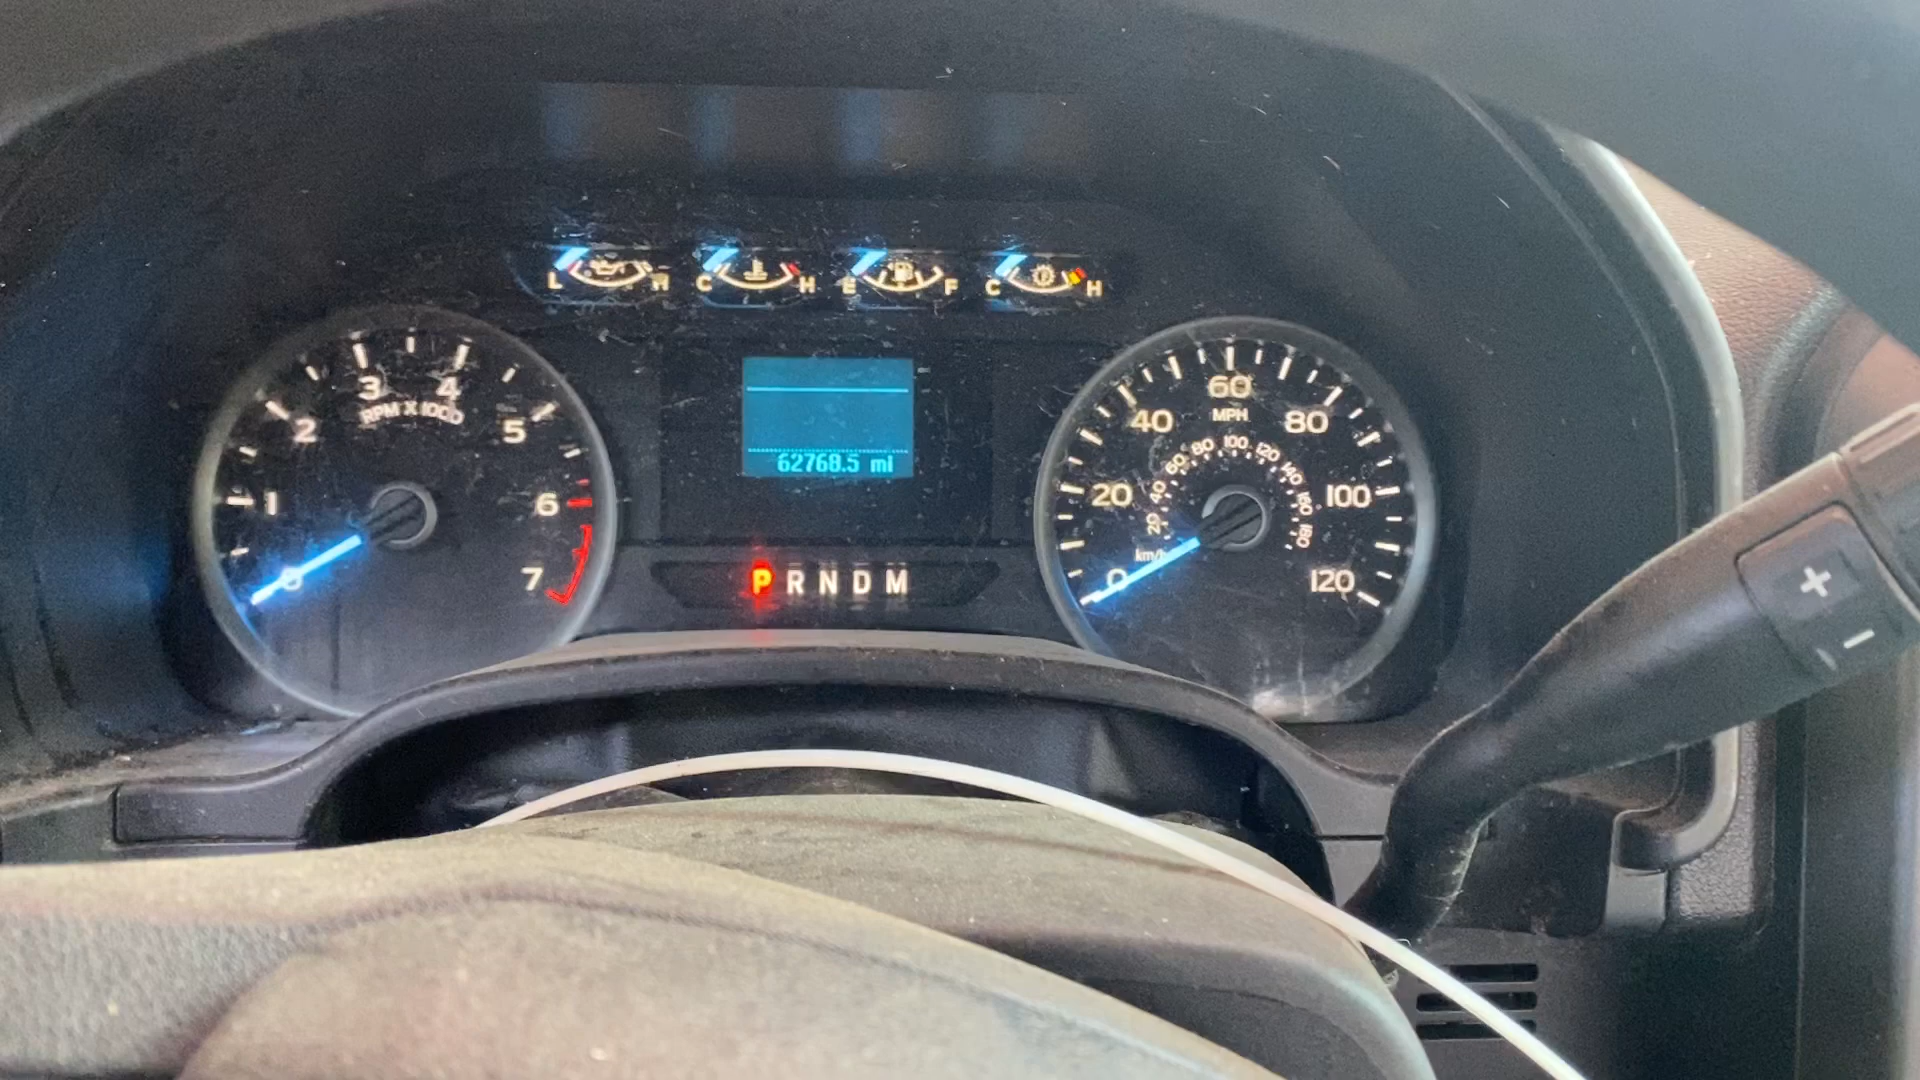 L H C H E F C H
1 2 3 4 5 6 7
RPM X 1000
0
62768.5 mi
P R N D M
0 20 40 60 80 100 120
MPH
20 40 60 80 100 120 140 160 180
km/h
+
−